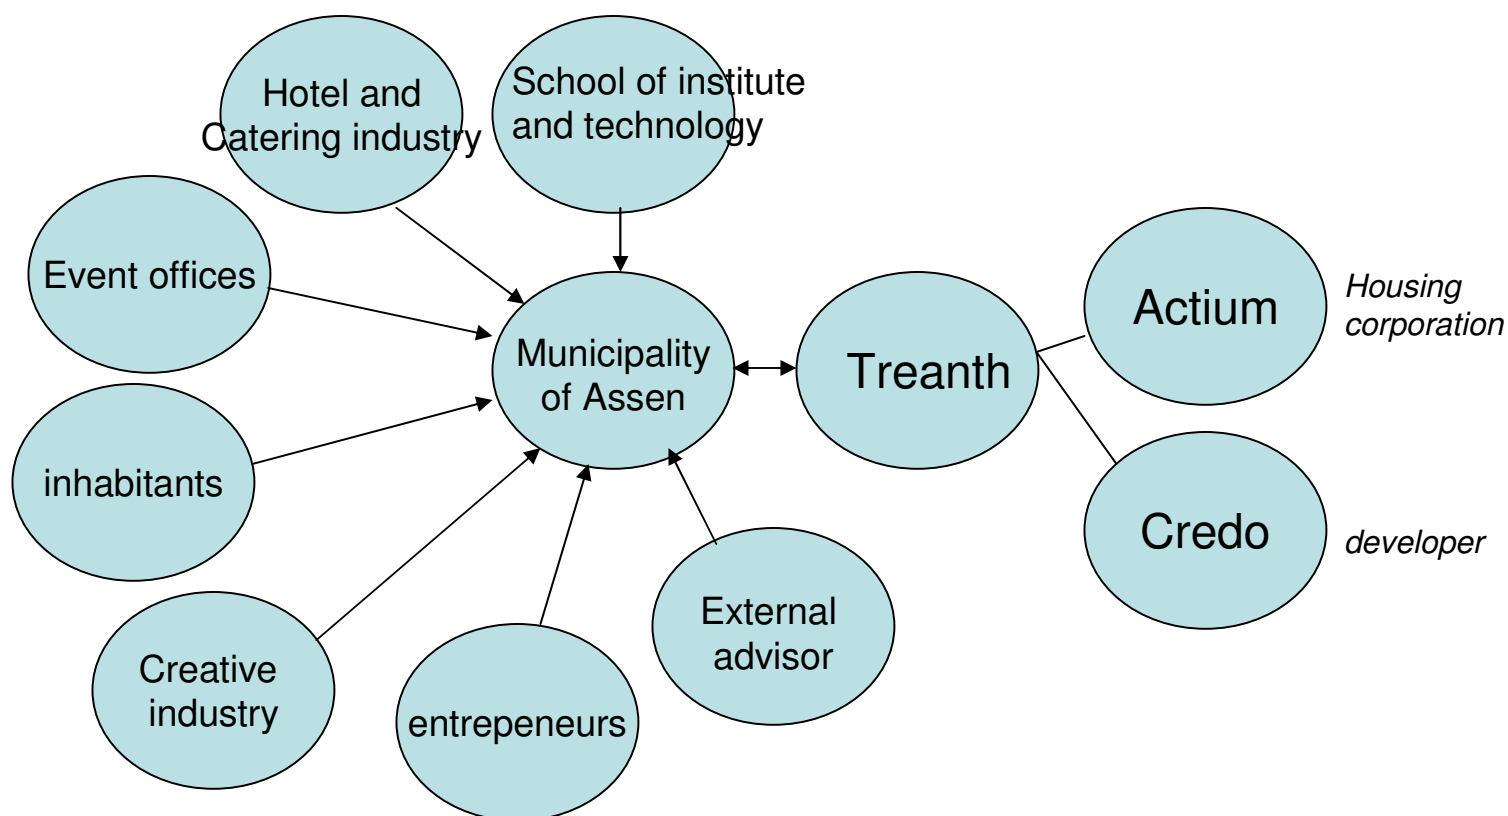 Hotel and
Catering industry
School of institute
and technology
Event offices
Municipality
of Assen
Treanth
Actium
Housing
corporation
inhabitants
Credo
developer
External
advisor
Creative
industry
entrepeneurs